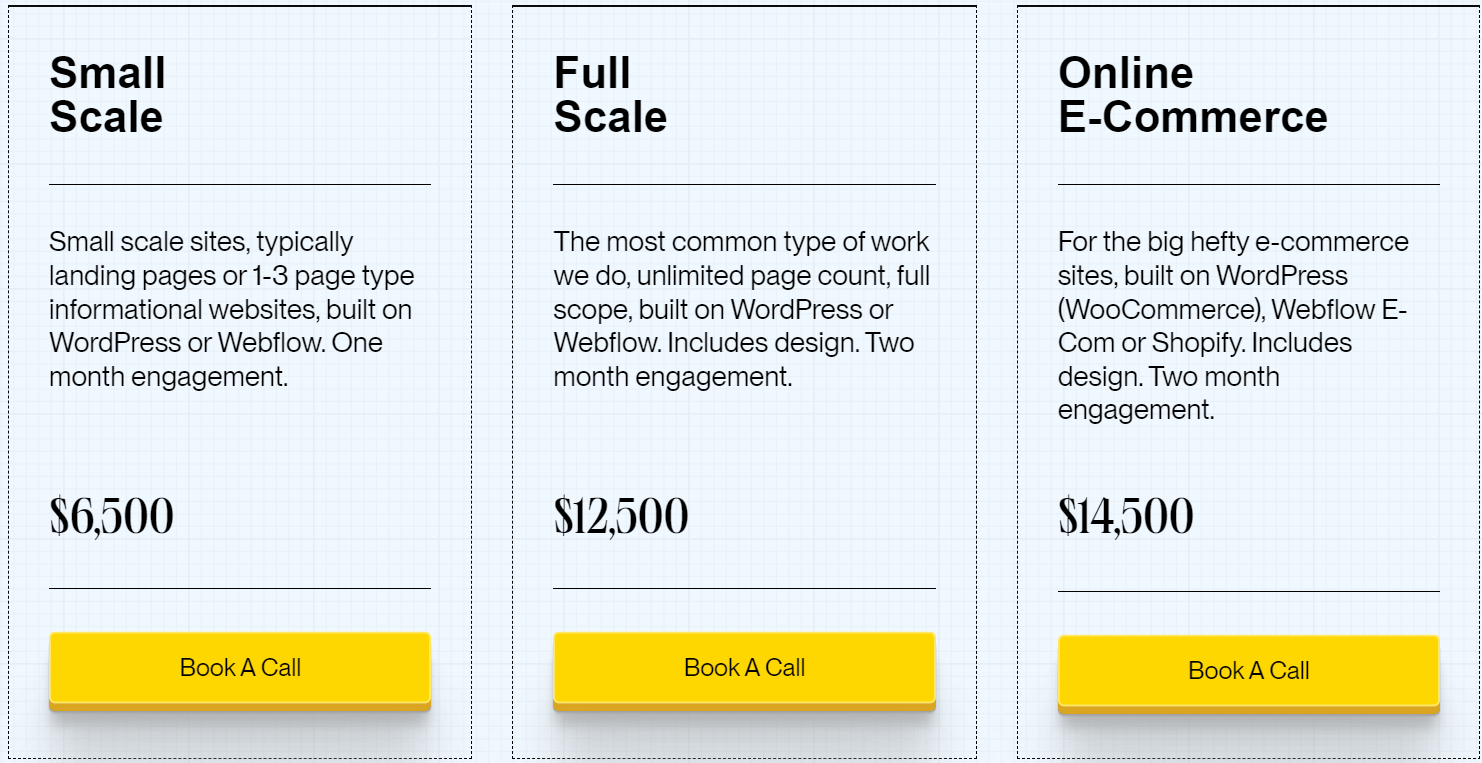 Small
Scale
Small scale sites, typically
landing pages or 1-3 page type
informational websites, built on
WordPress or Webflow. One
month engagement.
$6,500
Book A Call
Full
Scale
The most common type of work
we do, unlimited page count, full
scope, built on WordPress or
Webflow. Includes design. Two
month engagement.
$12,500
Book A Call
Online
E-Commerce
For the big hefty e-commerce
sites, built on WordPress
(WooCommerce), Webflow E-
Com or Shopify. Includes
design. Two month
engagement.
$14,500
Book A Call